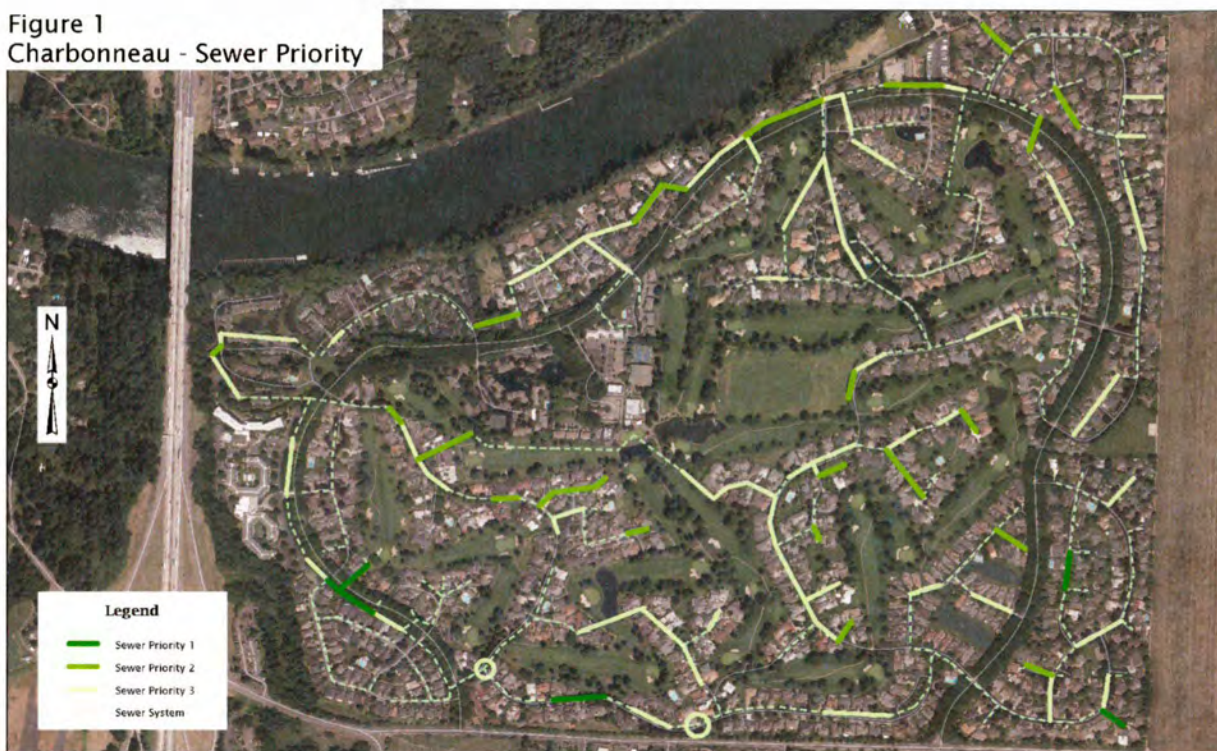 Figure 1
Charbonneau - Sewer Priority
N
Legend
Sewer Priority 1
Sewer Priority 2
Sewer Priority 3
Sewer System